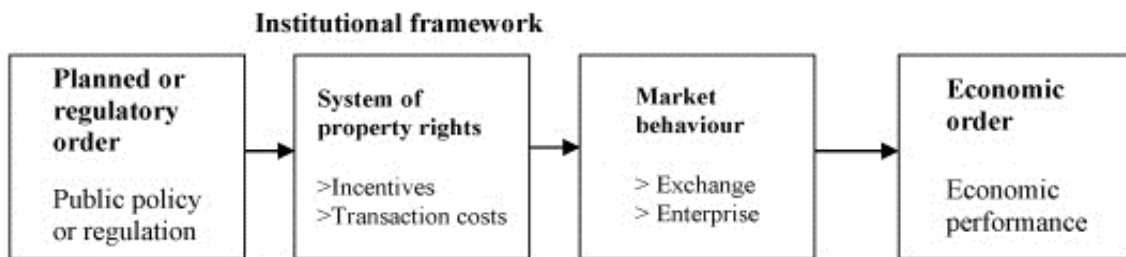 Institutional framework
Planned or
regulatory
order
Public policy
or regulation
System of
property rights
>Incentives
>Transaction costs
Market
behaviour
> Exchange
> Enterprise
Economic
order
Economic
performance